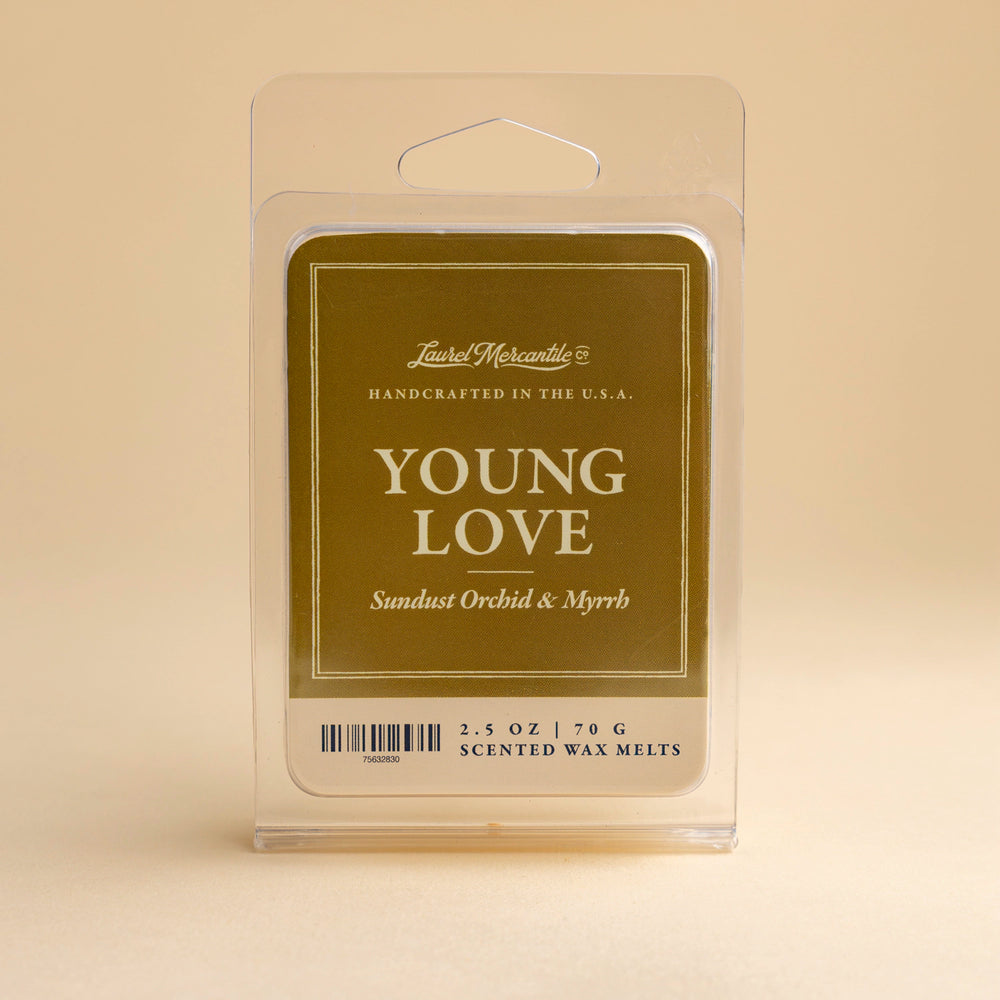 Laurel Mercantile Co
HANDCRAFTED IN THE U.S.A.
YOUNG
LOVE
Sundust Orchid & Myrrh
2.5 OZ | 70 G
SCENTED WAX MELTS
75632830